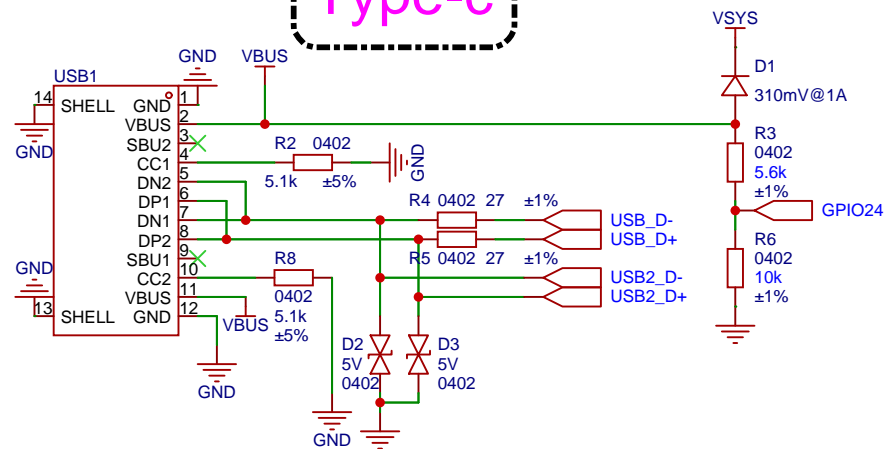 Type-c
VSYS
GND
VBUS
USB1
D1
310mV@1A
14
SHELL
GND
1
VBUS
2
SBU2
3
GND
CC1
4
DN2
5
DP1
6
DN1
7
DP2
8
SBU1
9
CC2
10
VBUS
11
GND
12
GND
13
SHELL
R2 0402
5.1k ±5%
GND
R3
0402
5.6k
±1%
R4 0402 27 ±1%
USB_D-
USB_D+
R5 0402 27 ±1%
USB2_D-
USB2_D+
GPIO24
R6
0402
10k
±1%
R8
0402
5.1k
±5%
VBUS
GND
D2
5V
0402
D3
5V
0402
GND